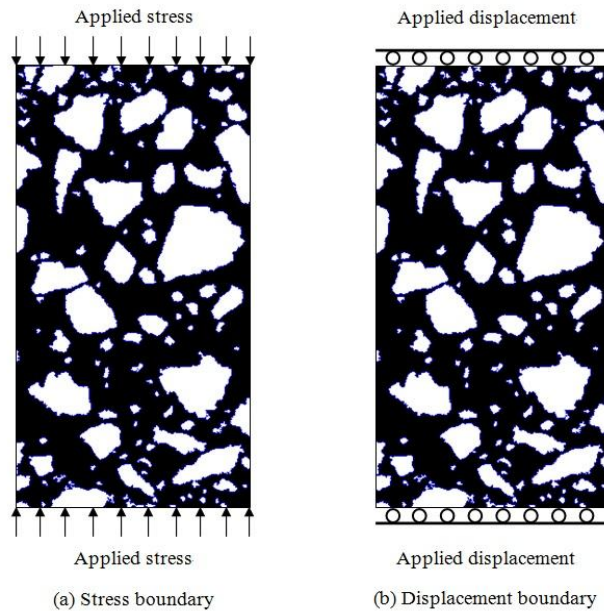 Applied stress
Applied displacement
Applied stress
Applied displacement
(a) Stress boundary
(b) Displacement boundary